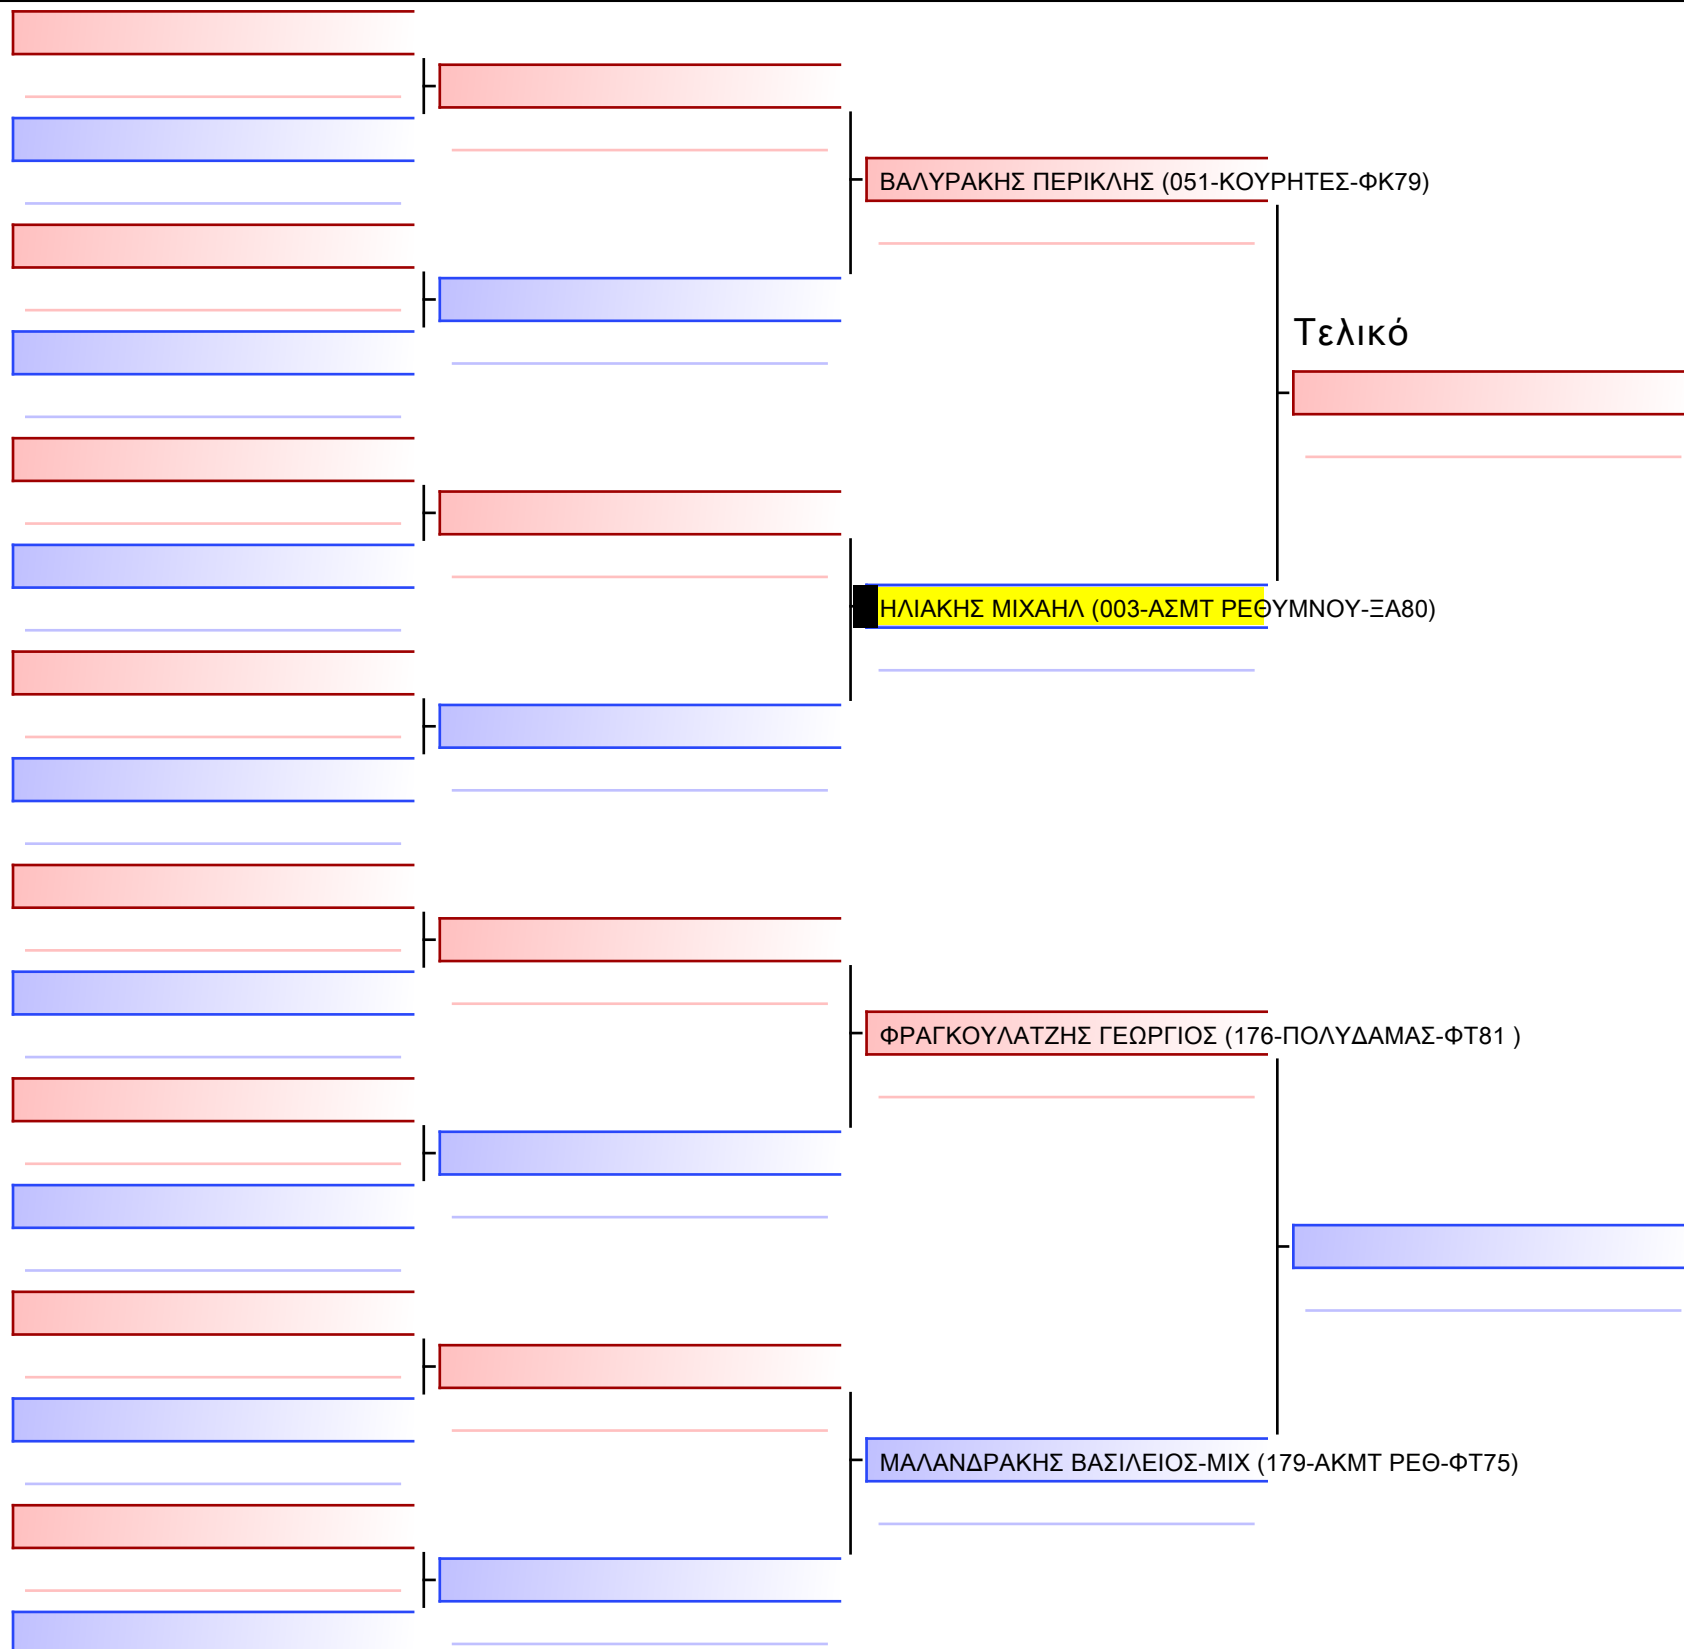 ΒΑΛΥΡΑΚΗΣ ΠΕΡΙΚΛΗΣ (051-ΚΟΥΡΗΤΕΣ-ΦΚ79)
Τελικό
ΗΛΙΑΚΗΣ ΜΙΧΑΗΛ (003-ΑΣΜΤ ΡΕΘΥΜΝΟΥ-ΞΑ80)
ΦΡΑΓΚΟΥΛΑΤΖΗΣ ΓΕΩΡΓΙΟΣ (176-ΠΟΛΥΔΑΜΑΣ-ΦΤ81 )
ΜΑΛΑΝΔΡΑΚΗΣ ΒΑΣΙΛΕΙΟΣ-ΜΙΧ (179-ΑΚΜΤ ΡΕΘ-ΦΤ75)